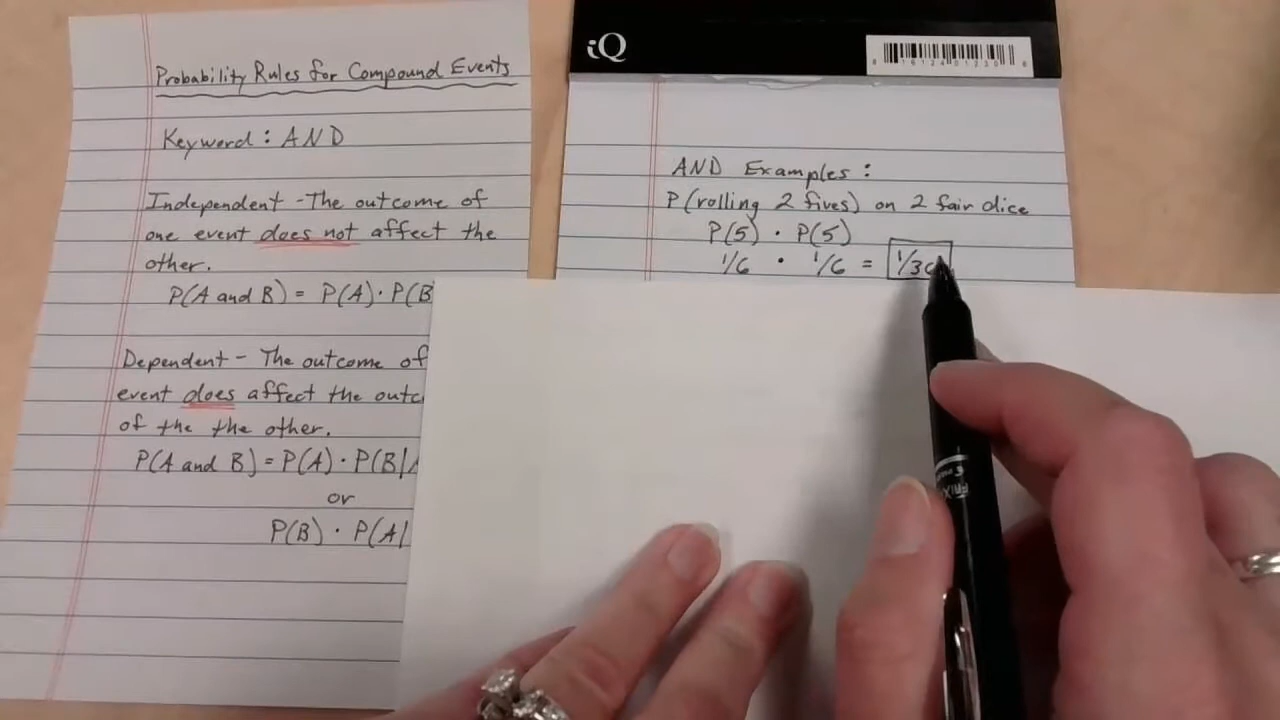 Probability Rules for Compound Events
Keyword: AND
Independent - The outcome of
one event does not affect the
other.
P(A and B) = P(A) · P(B
Dependent - The outcome of
event does affect the outc
of the the other.
P(A and B) = P(A) · P(B|
or
P(B) · P(A|
iQ
AND Examples:
P(rolling 2 fives) on 2 fair dice
P(5) · P(5)
1/6 · 1/6 =